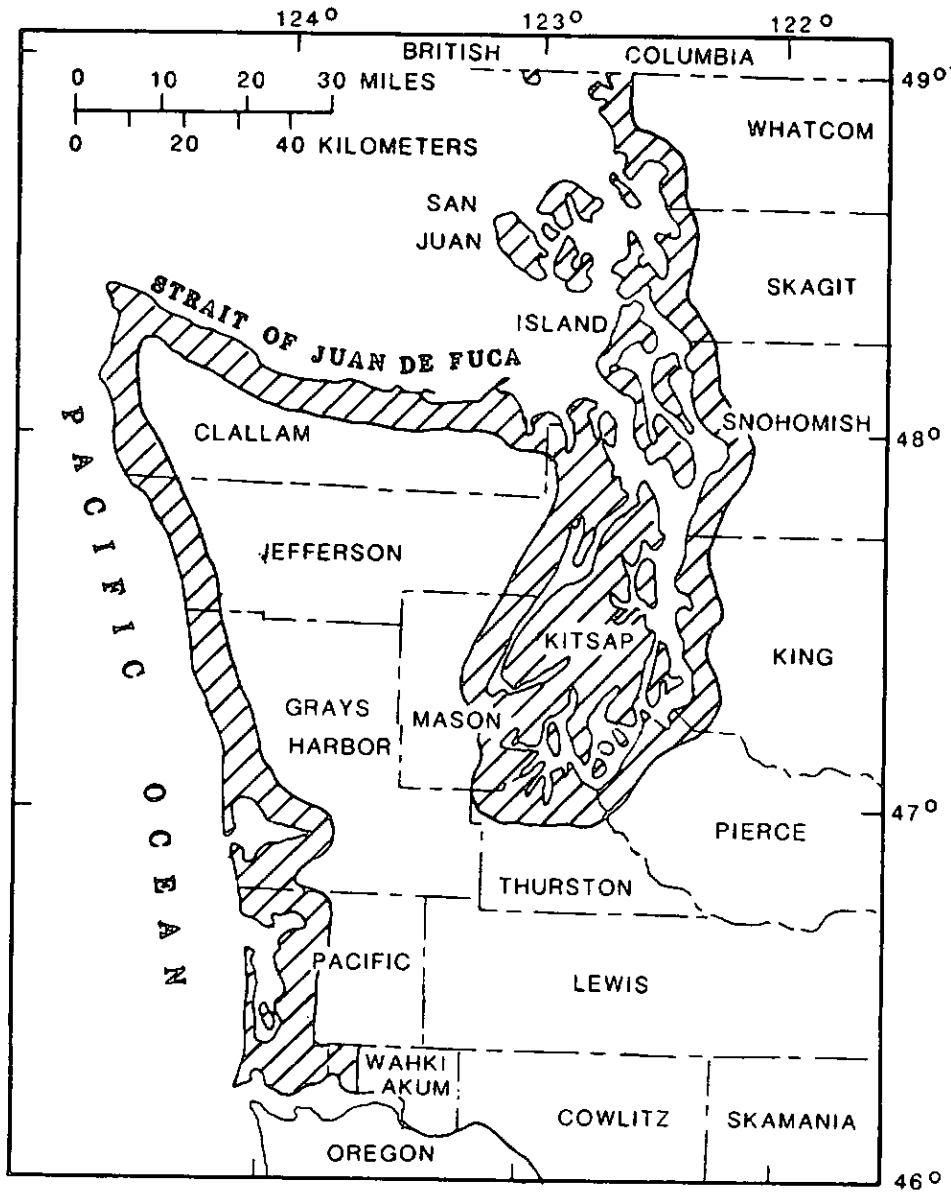 124° 123° 122°
BRITISH COLUMBIA
49°
0 10 20 30 MILES
0 20 40 KILOMETERS
WHATCOM
SAN
JUAN
SKAGIT
ISLAND
STRAIT OF JUAN DE FUCA
SNOHOMISH
48°
CLALLAM
PACIFIC OCEAN
JEFFERSON
KITSAP
KING
GRAYS
HARBOR
MASON
47°
PIERCE
THURSTON
PACIFIC
LEWIS
WAHKI
AKUM
COWLITZ
SKAMANIA
OREGON
46°